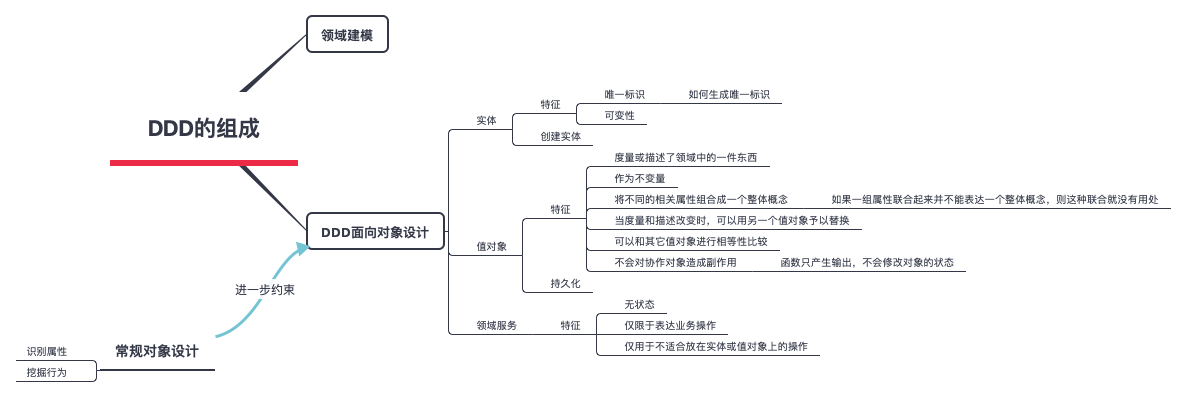 DDD的组成
领域建模
DDD面向对象设计
实体
特征
唯一标识
如何生成唯一标识
可变性
创建实体
值对象
特征
度量或描述了领域中的一件东西
作为不变量
将不同的相关属性组合成一个整体概念
如果一组属性联合起来并不能表达一个整体概念，则这种联合就没有用处
当度量和描述改变时，可以用另一个值对象予以替换
可以和其它值对象进行相等性比较
不会对协作对象造成副作用
函数只产生输出，不会修改对象的状态
持久化
领域服务
特征
无状态
仅限于表达业务操作
仅用于不适合放在实体或值对象上的操作
进一步约束
常规对象设计
识别属性
挖掘行为